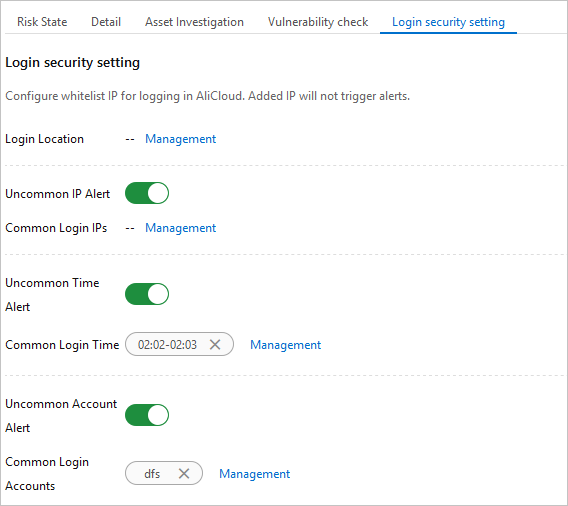 Risk State Detail Asset Investigation Vulnerability check Login security setting
Login security setting
Configure whitelist IP for logging in AliCloud. Added IP will not trigger alerts.
Login Location -- Management
Uncommon IP Alert
Common Login IPs -- Management
Uncommon Time
Alert
Common Login Time 02:02-02:03 Management
Uncommon Account
Alert
Common Login
Accounts
dfs Management